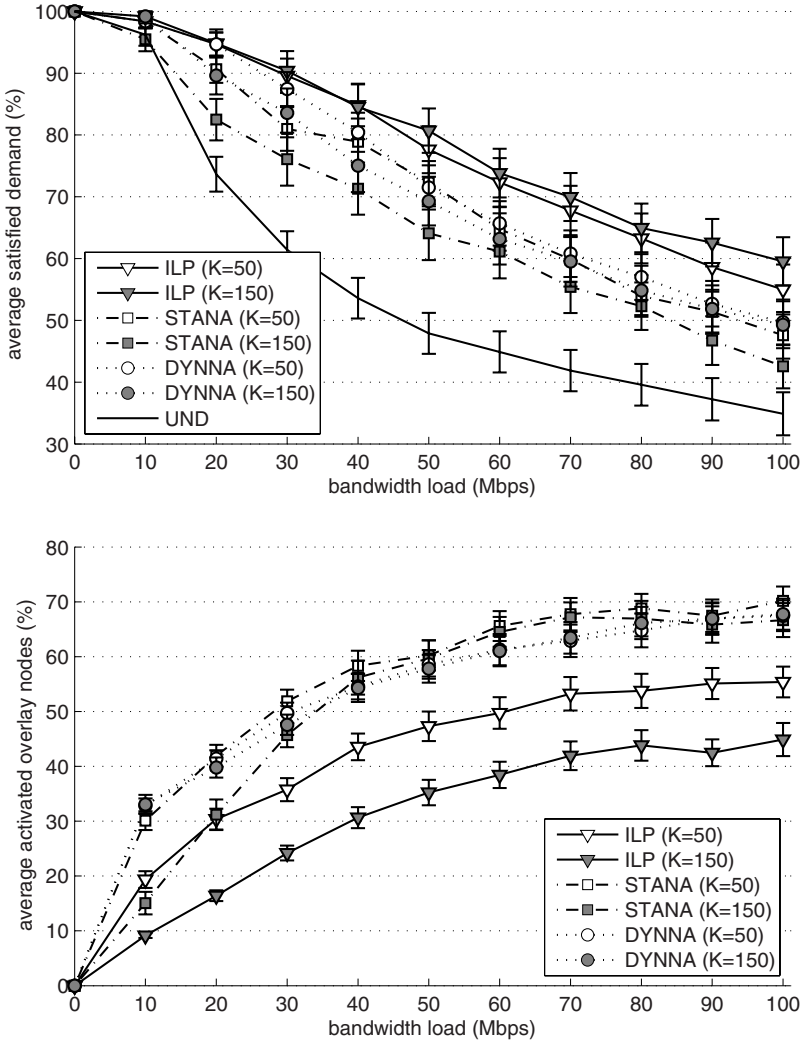 100
90
80
70
60
50
40
30
average satisfied demand (%)
ILP (K=50)
ILP (K=150)
STANA (K=50)
STANA (K=150)
DYNNA (K=50)
DYNNA (K=150)
UND
0 10 20 30 40 50 60 70 80 90 100
bandwidth load (Mbps)
80
70
60
50
40
30
20
10
0
average activated overlay nodes (%)
ILP (K=50)
ILP (K=150)
STANA (K=50)
STANA (K=150)
DYNNA (K=50)
DYNNA (K=150)
0 10 20 30 40 50 60 70 80 90 100
bandwidth load (Mbps)